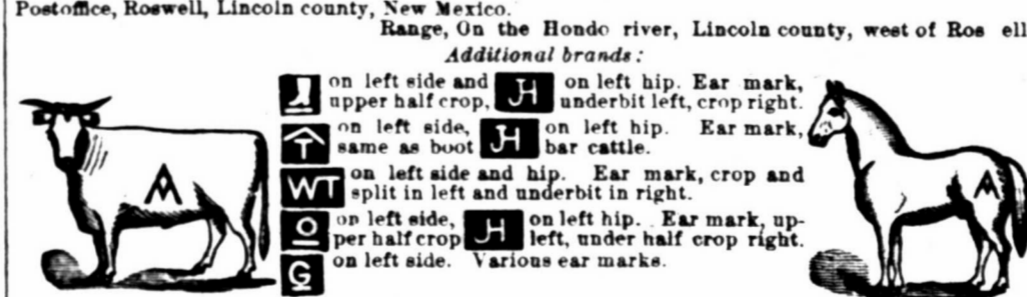 Postoffice, Roswell, Lincoln county, New Mexico.
Range, On the Hondo river, Lincoln county, west of Ros ell
Additional brands:
on left side and JH on left hip. Ear mark,
upper half crop, underbit left, crop right.
T on left side, JH on left hip. Ear mark,
same as boot bar cattle.
WT on left side and hip. Ear mark, crop and
split in left and underbit in right.
O on left side, JH on left hip. Ear mark, up-
per half crop left, under half crop right.
G on left side. Various ear marks.